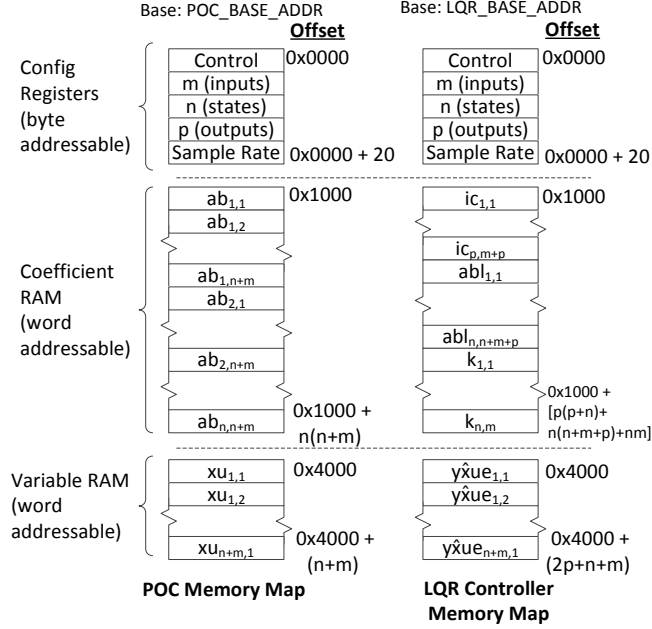 Base: POC_BASE_ADDR
Base: LQR_BASE_ADDR
Offset
Offset
Config
Registers
(byte
addressable)
Control
0x0000
m (inputs)
n (states)
p (outputs)
Sample Rate
0x0000 + 20
Control
0x0000
m (inputs)
n (states)
p (outputs)
Sample Rate
0x0000 + 20
Coefficient
RAM
(word
addressable)
ab1,1
0x1000
ab1,2
ab1,n+m
ab2,1
ab2,n+m
abn,n+m
0x1000 +
n(n+m)
ic1,1
0x1000
icp,m+p
abl1,1
abln,n+m+p
k1,1
kn,m
0x1000 +
[p(p+n)+
n(n+m+p)+nm]
Variable RAM
(word
addressable)
xu1,1
0x4000
xu1,2
xun+m,1
0x4000 +
(n+m)
yx̂ue1,1
0x4000
yx̂ue1,2
yx̂uen+m,1
0x4000 +
(2p+n+m)
POC Memory Map
LQR Controller
Memory Map